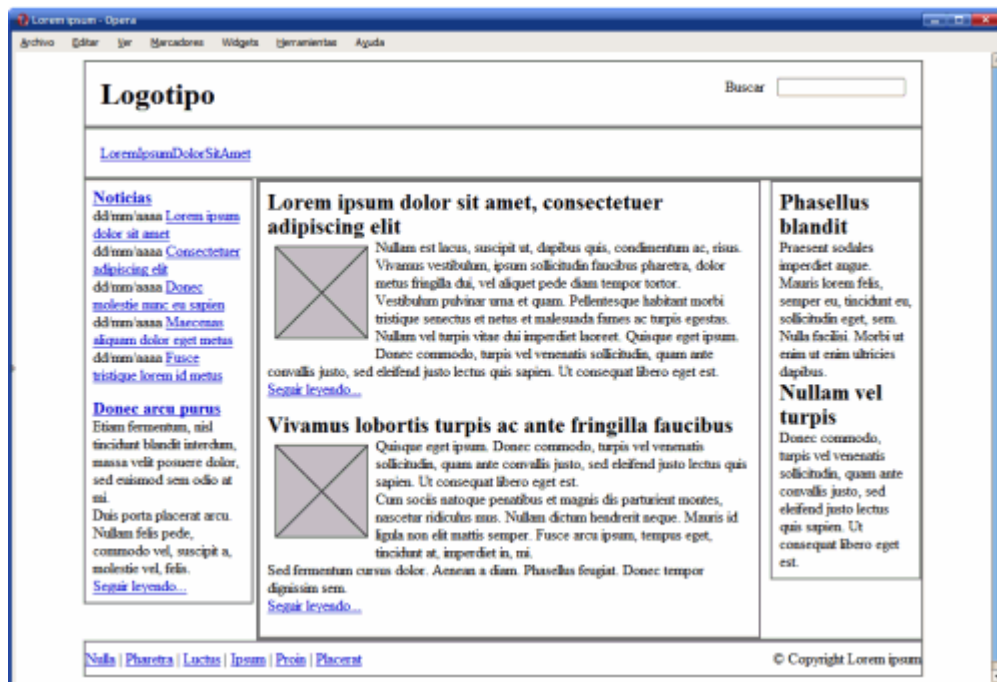 Lorem ipsum - Opera
Archivo Editar Ver Marcadores Widgets Herramientas Ayuda
Logotipo
Buscar
LoremIpsumDolorSitAmet
Noticias
dd/mm/aaaa Lorem ipsum
dolor sit amet
dd/mm/aaaa Consectetuer
adipiscing elit
dd/mm/aaaa Donec
molestie nunc eu sapien
dd/mm/aaaa Maecenas
aliquam dolor eget metus
dd/mm/aaaa Fusce
tristique lorem id metus
Donec arcu purus
Etiam fermentum, nisl
tincidunt blandit interdum,
massa velit posuere dolor,
sed euismod sem odio at
mi.
Duis porta placerat arcu.
Nullam felis pede,
commodo vel, suscipit a,
molestie vel, felis.
Seguir leyendo...
Lorem ipsum dolor sit amet, consectetuer
adipiscing elit
Nullam est lacus, suscipit ut, dapibus quis, condimentum ac, risus.
Vivamus vestibulum, ipsum sollicitudin faucibus pharetra, dolor
metus fringilla dui, vel aliquet pede diam tempor tortor.
Vestibulum pulvinar urna et quam. Pellentesque habitant morbi
tristique senectus et netus et malesuada fames ac turpis egestas.
Nullam vel turpis vitae dui imperdiet laoreet. Quisque eget ipsum.
Donec commodo, turpis vel venenatis sollicitudin, quam ante
convallis justo, sed eleifend justo lectus quis sapien. Ut consequat libero eget est.
Seguir leyendo...
Vivamus lobortis turpis ac ante fringilla faucibus
Quisque eget ipsum. Donec commodo, turpis vel venenatis
sollicitudin, quam ante convallis justo, sed eleifend justo lectus quis
sapien. Ut consequat libero eget est.
Cum sociis natoque penatibus et magnis dis parturient montes,
nascetur ridiculus mus. Nullam dictum hendrerit neque. Mauris id
ligula non elit mattis semper. Fusce arcu ipsum, tempus eget,
tincidunt at, imperdiet in, mi.
Sed fermentum cursus dolor. Aenean a diam. Phasellus feugiat. Donec tempor
dignissim sem.
Seguir leyendo...
Phasellus
blandit
Praesent sodales
imperdiet augue.
Mauris lorem felis,
semper eu, tincidunt eu,
sollicitudin eget, sem.
Nulla facilisi. Morbi ut
enim ut enim ultricies
dapibus.
Nullam vel
turpis
Donec commodo,
turpis vel venenatis
sollicitudin, quam ante
convallis justo, sed
eleifend justo lectus
quis sapien. Ut
consequat libero eget
est.
Nulla | Pharetra | Luctus | Ipsum | Proin | Placerat
© Copyright Lorem ipsum